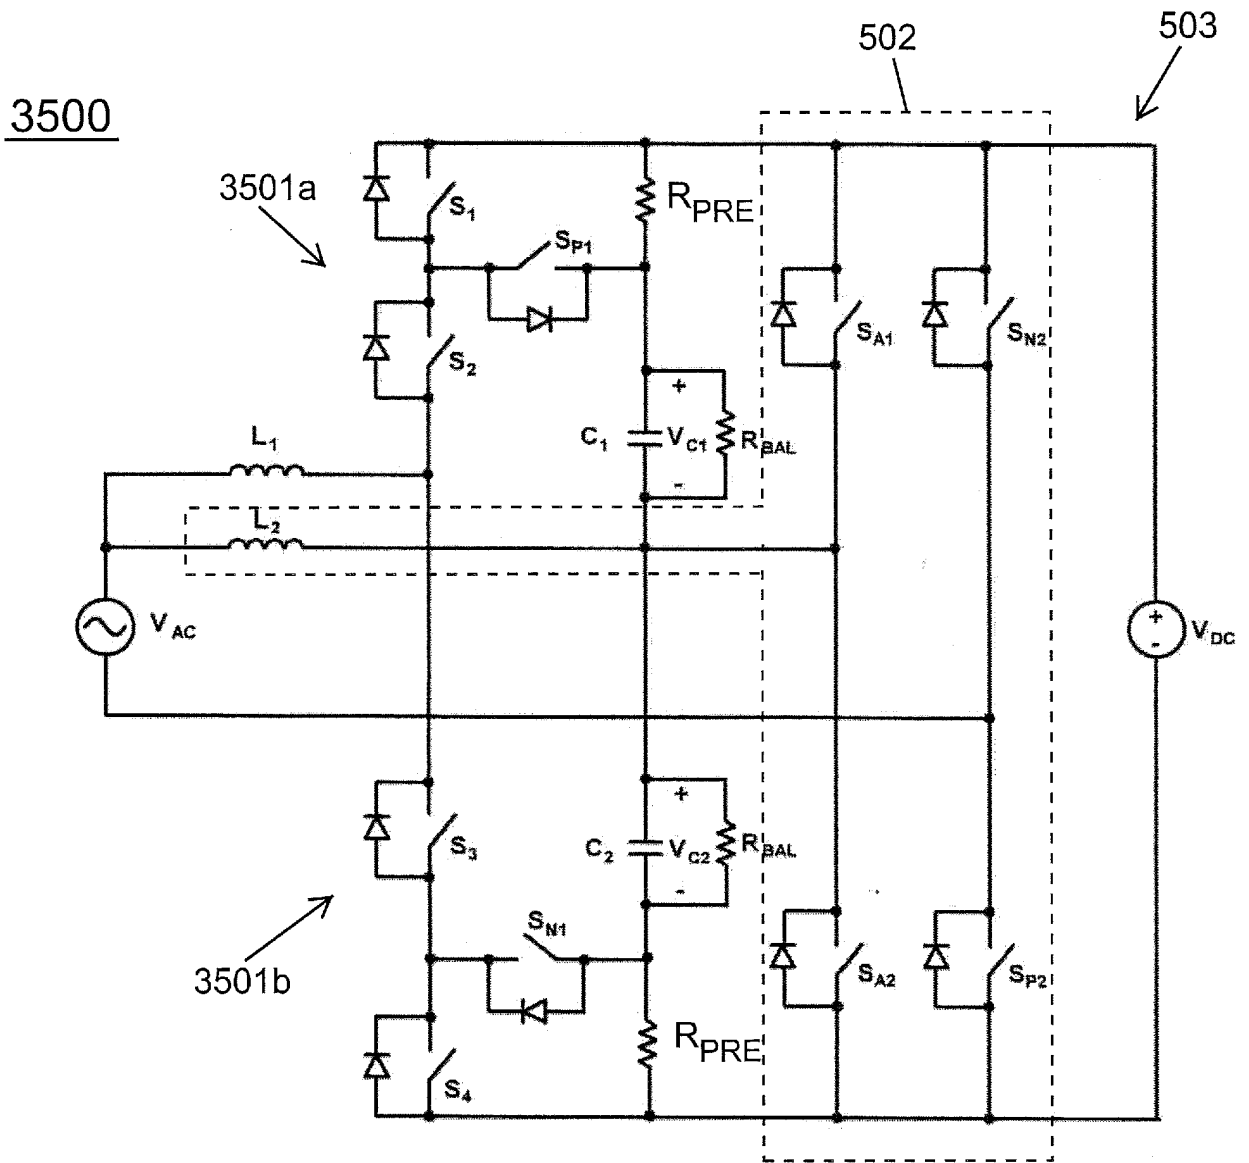 503
502
3500
3501a
S1
RPRE
SP1
S2
SA1
SN2
+
C1
VC1
RBAL
-
L1
L2
VAC
+
-
VDC
S3
+
C2
VC2
RBAL
-
SN1
3501b
SA2
SP2
RPRE
S4